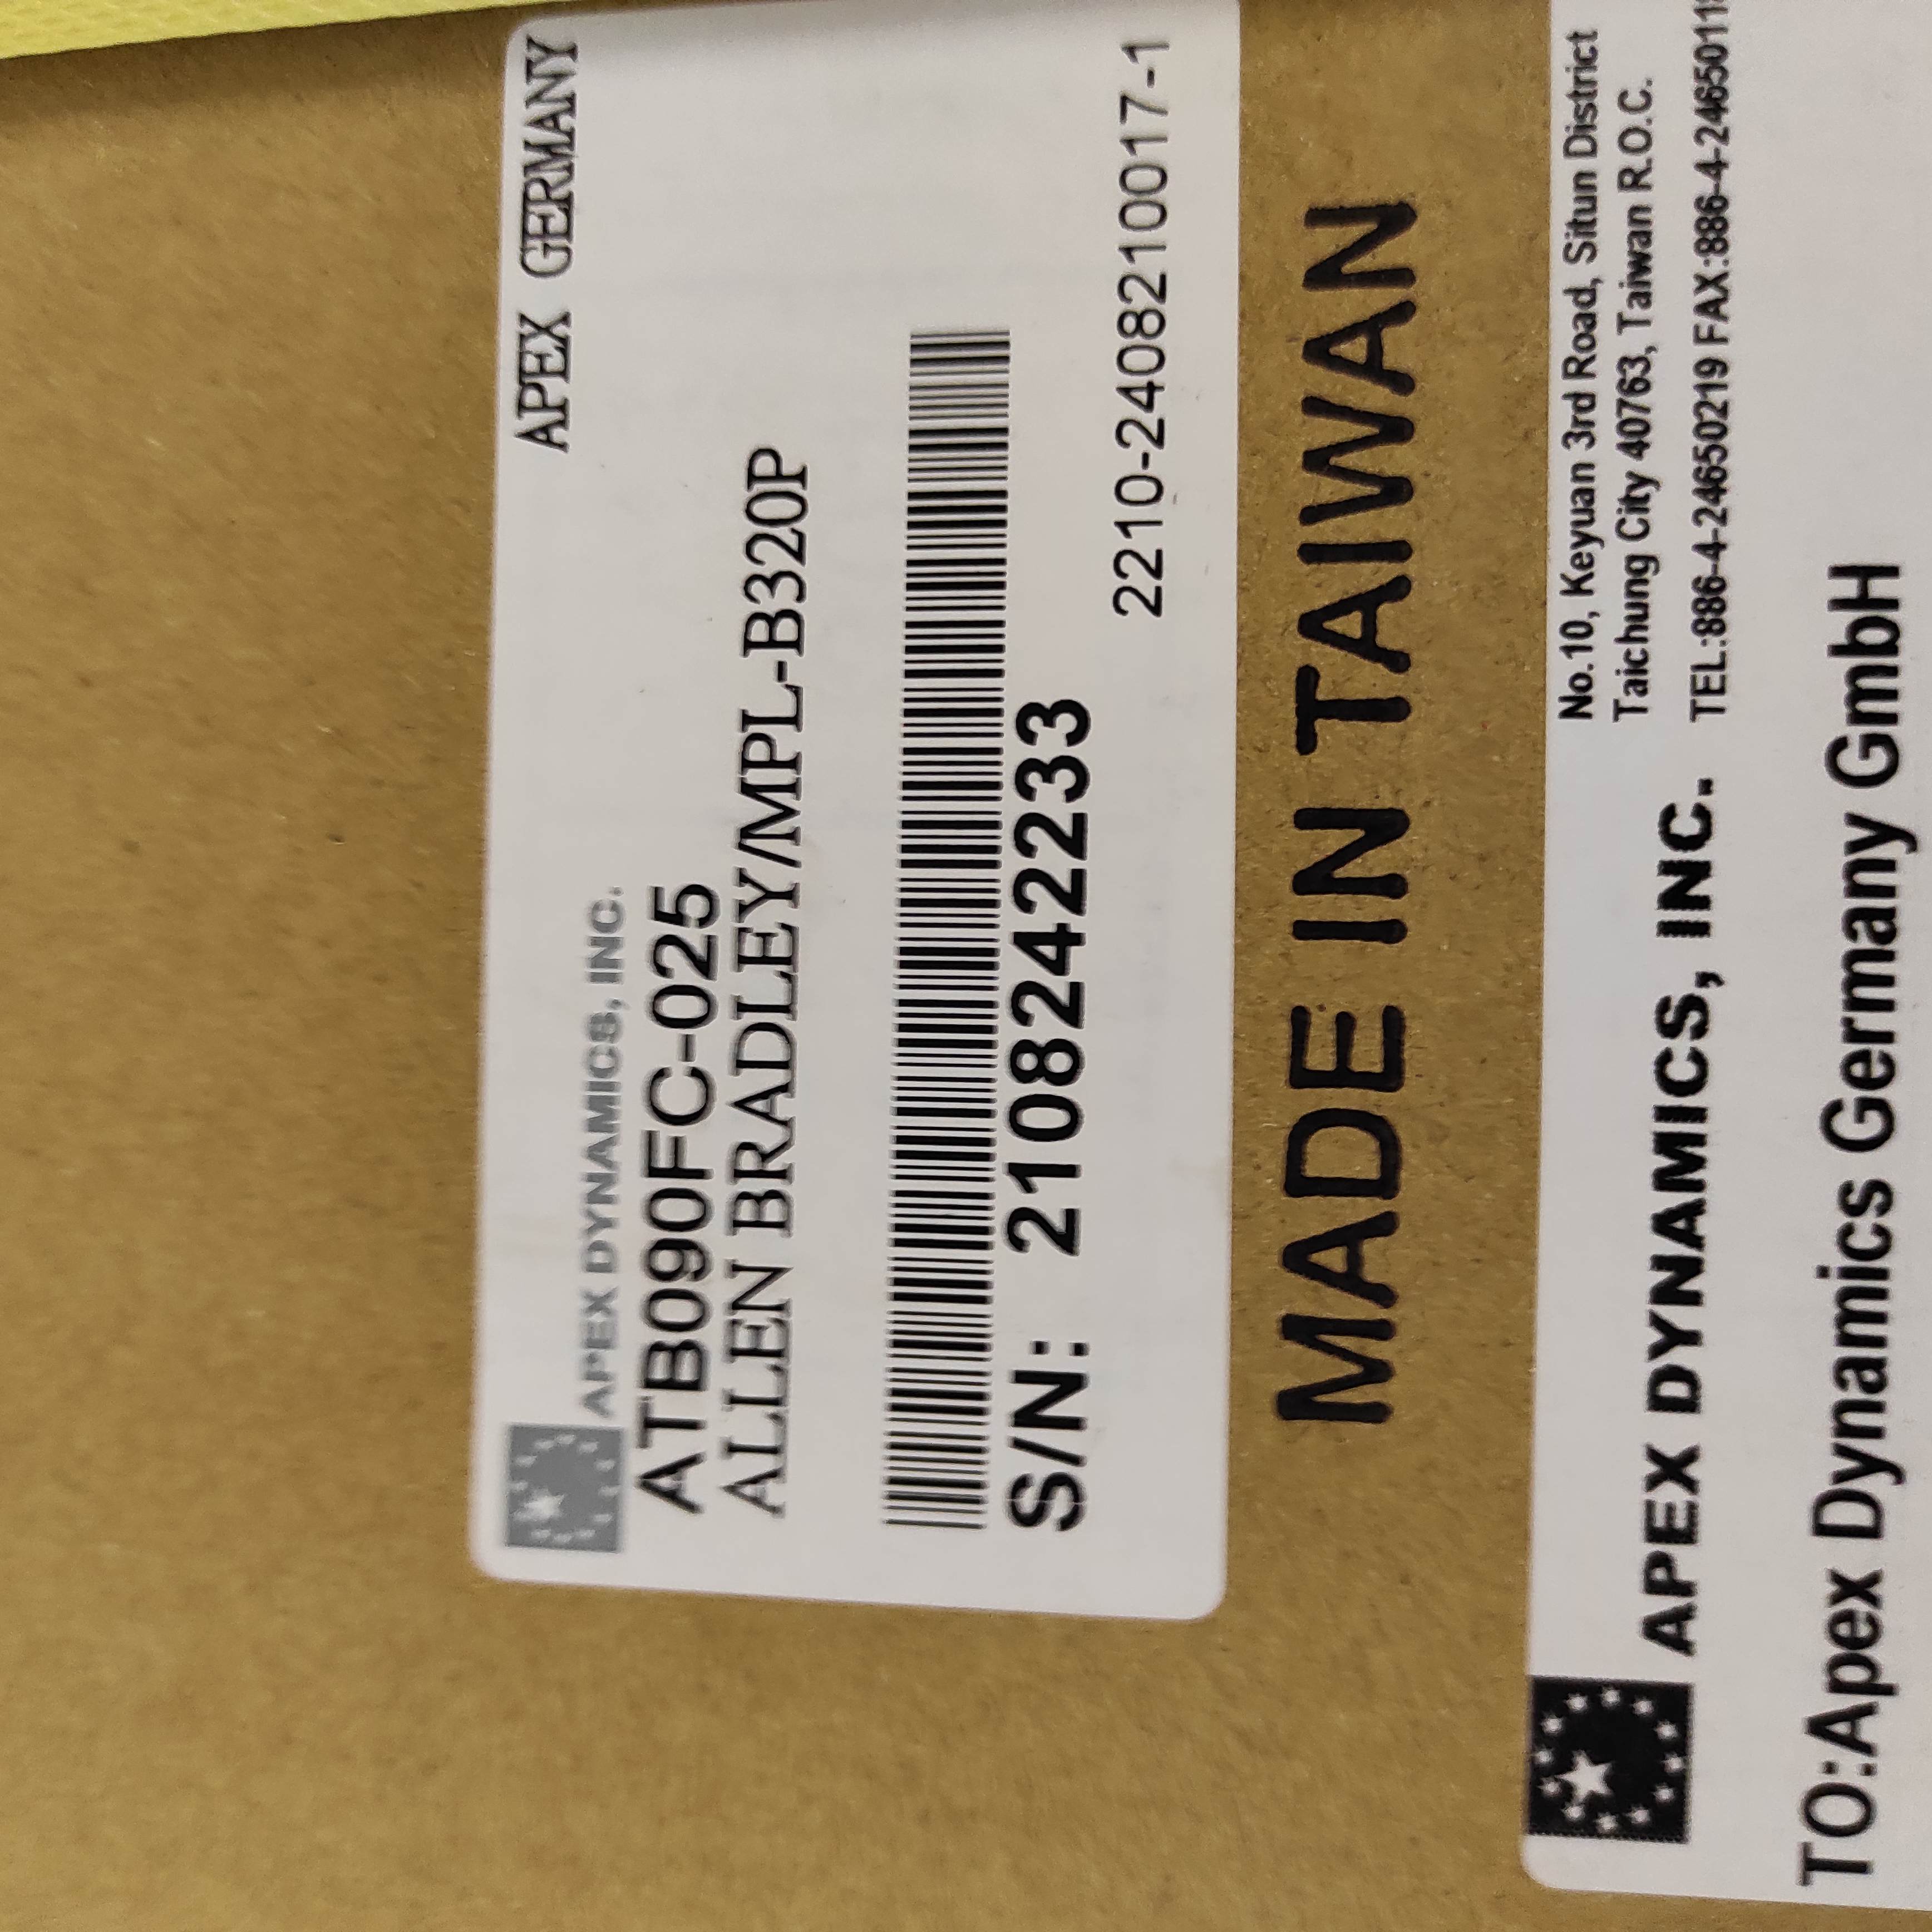 APEX GERMANY
APEX DYNAMICS, INC.
ATB090FC-025
ALLEN BRADLEY/MPL-B320P
S/N: 2108242233
2210-2408210017-1
MADE IN TAIWAN
No.10, Keyuan 3rd Road, Situn District
Taichung City 40763, Taiwan R.O.C.
APEX DYNAMICS, INC. TEL:886-4-24650219 FAX:886-4-2465011
TO:Apex Dynamics Germany GmbH